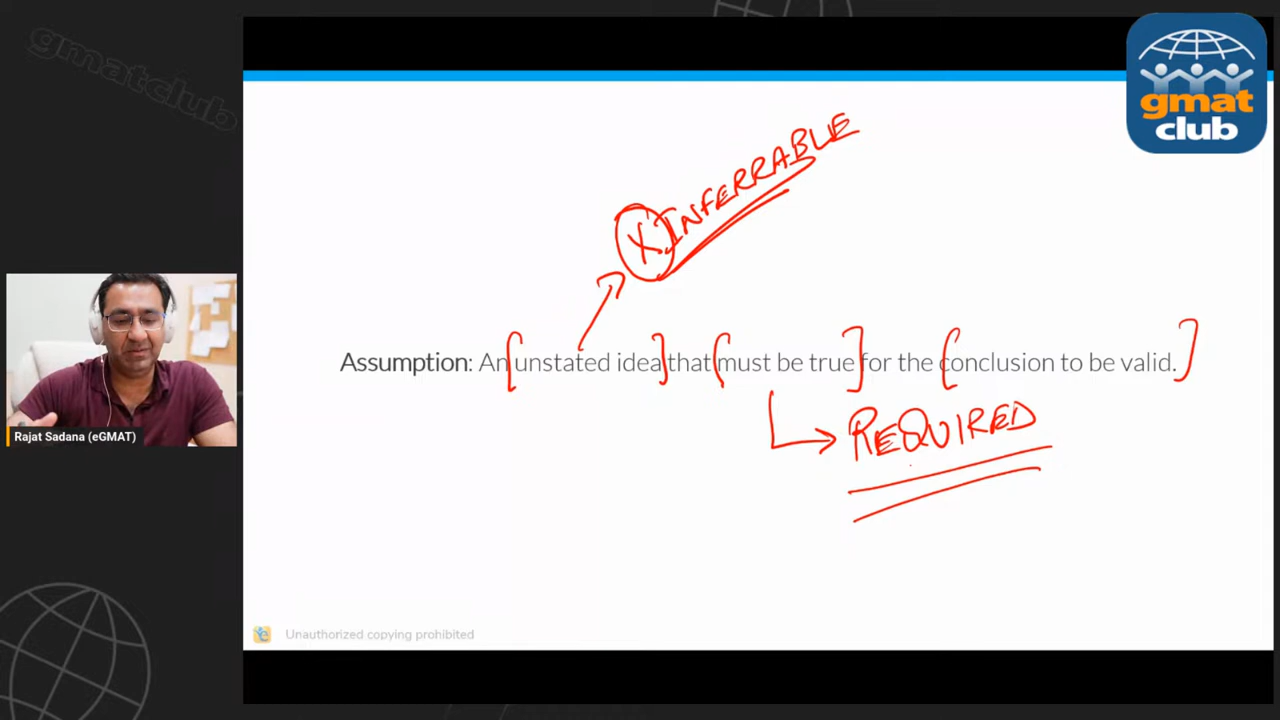 gmatclub
gmat
club
X INFERRABLE
Assumption: An unstated idea that must be true for the conclusion to be valid.
REQUIRED
Rajat Sadana (eGMAT)
Unauthorized copying prohibited